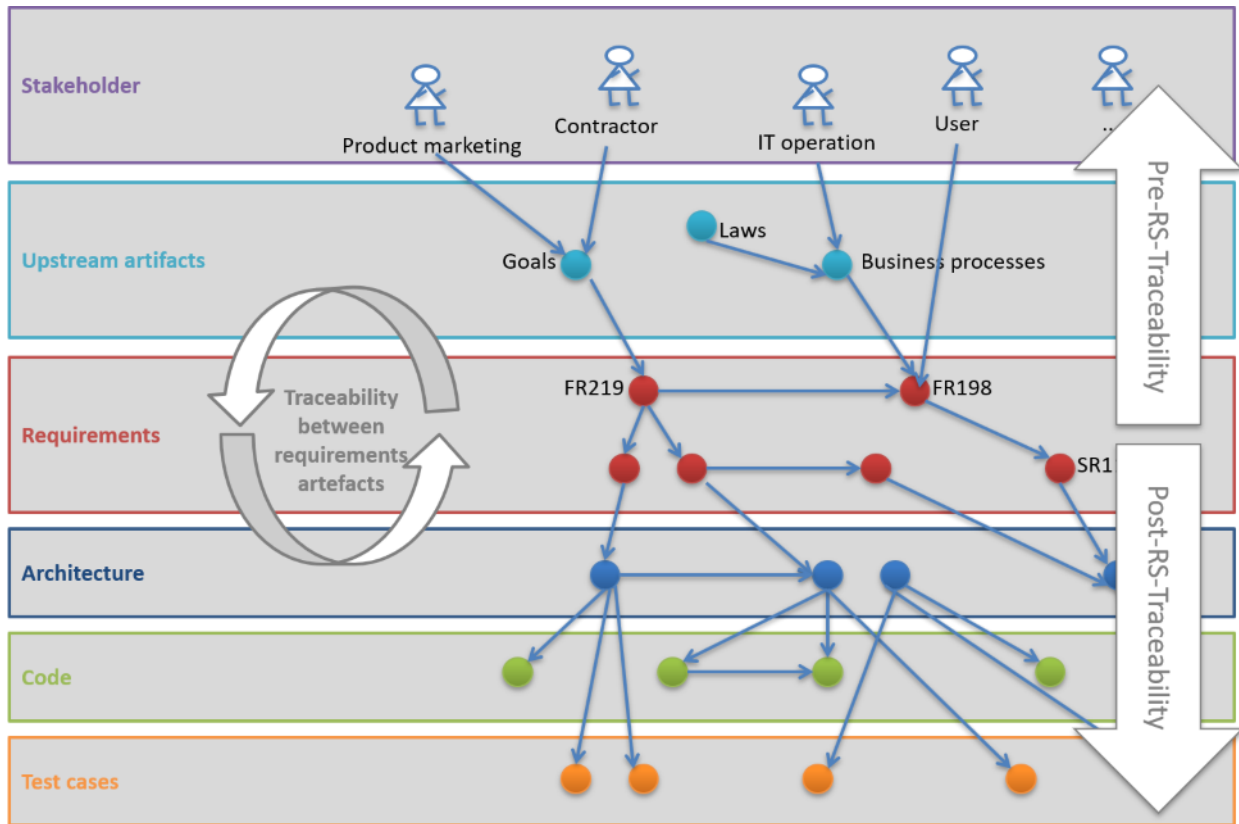 Stakeholder
Product marketing
Contractor
IT operation
User
..
Upstream artifacts
Goals
Laws
Business processes
Pre-RS-Traceability
Requirements
Traceability
between
requirements
artefacts
FR219
FR198
SR1
Architecture
Code
Test cases
Post-RS-Traceability